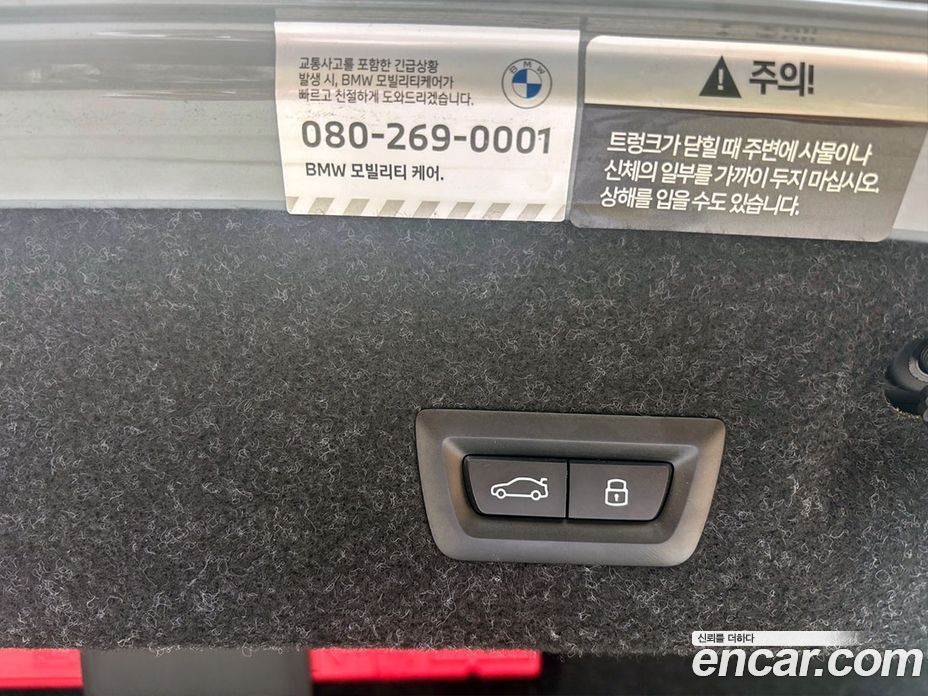 교통사고를 포함한 긴급상황
발생 시, BMW 모빌리티케어가
빠르고 친절하게 도와드리겠습니다.
BMW
080-269-0001
BMW 모빌리티 케어.
주의!
트렁크가 닫힐 때 주변에 사물이나
신체의 일부를 가까이 두지 마십시오.
상해를 입을 수도 있습니다.
신뢰를 더하다
encar.com